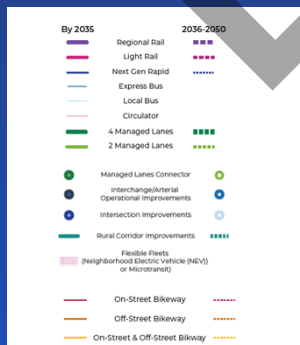 By 2035 2036-2050
Regional Rail
Light Rail
Next Gen Rapid
Express Bus
Local Bus
Circulator
4 Managed Lanes
2 Managed Lanes
Managed Lanes Connector
Interchange/Arterial
Operational Improvements
Intersection Improvements
Rural Corridor Improvements
Flexible Fleets
(Neighborhood Electric Vehicle (NEV))
or Microtransit)
On-Street Bikeway
Off-Street Bikeway
On-Street & Off-Street Bikway